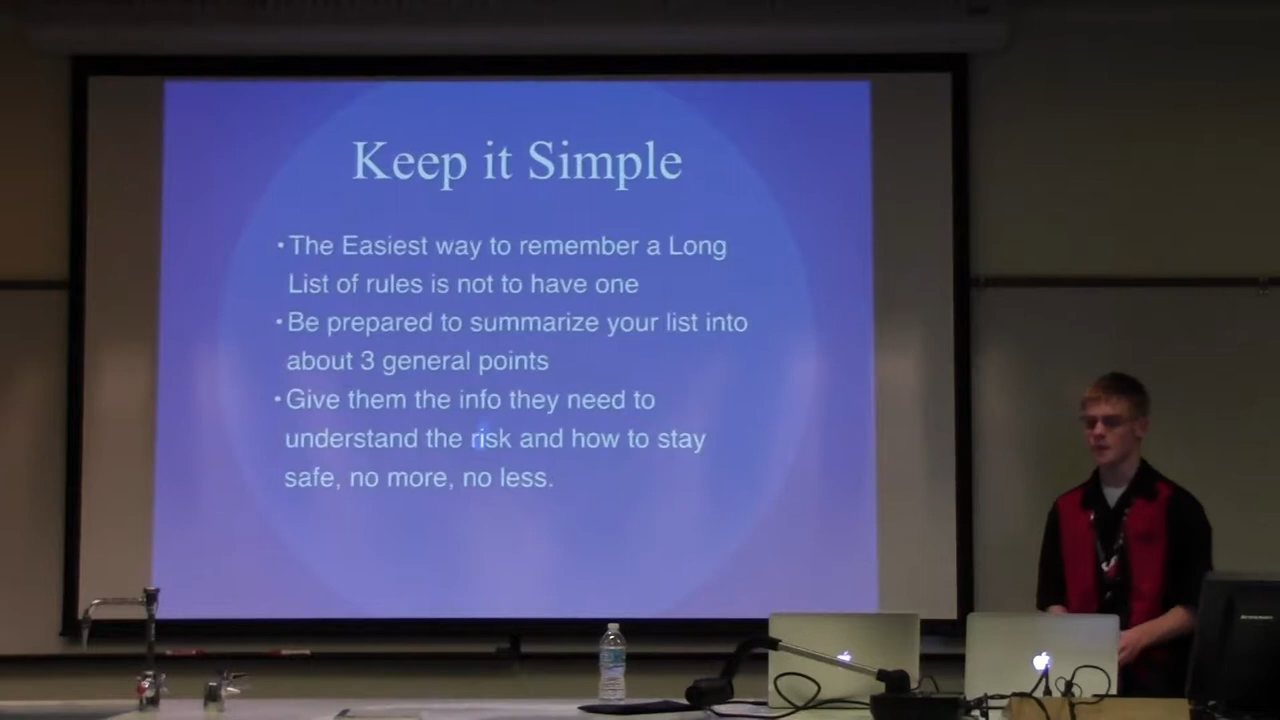 Keep it Simple
• The Easiest way to remember a Long
List of rules is not to have one
• Be prepared to summarize your list into
about 3 general points
• Give them the info they need to
understand the risk and how to stay
safe, no more, no less.
lenovo